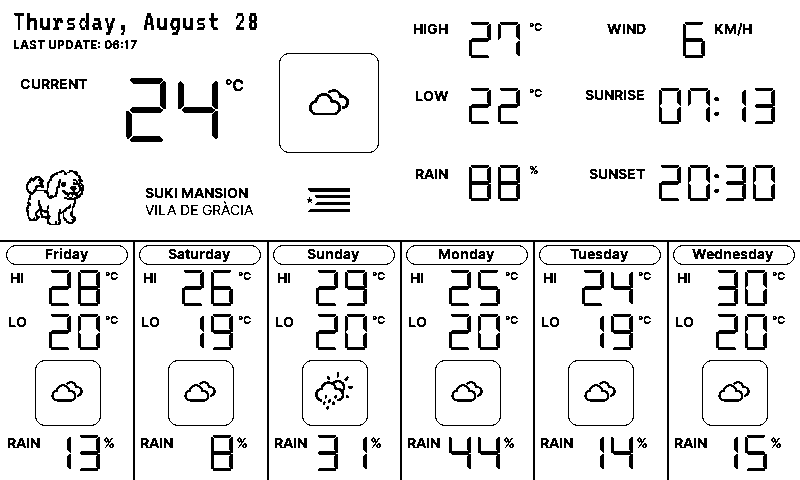 Thursday, August 28
LAST UPDATE: 06:17
CURRENT 24 °C
HIGH 27 °C
WIND 6 KM/H
LOW 22 °C
SUNRISE 07:13
RAIN 88 %
SUNSET 20:30
SUKI MANSION
VILA DE GRÀCIA
Friday
HI 28 °C
LO 20 °C
RAIN 13 %
Saturday
HI 26 °C
LO 19 °C
RAIN 8 %
Sunday
HI 29 °C
LO 20 °C
RAIN 31 %
Monday
HI 25 °C
LO 20 °C
RAIN 44 %
Tuesday
HI 24 °C
LO 19 °C
RAIN 14 %
Wednesday
HI 30 °C
LO 20 °C
RAIN 15 %